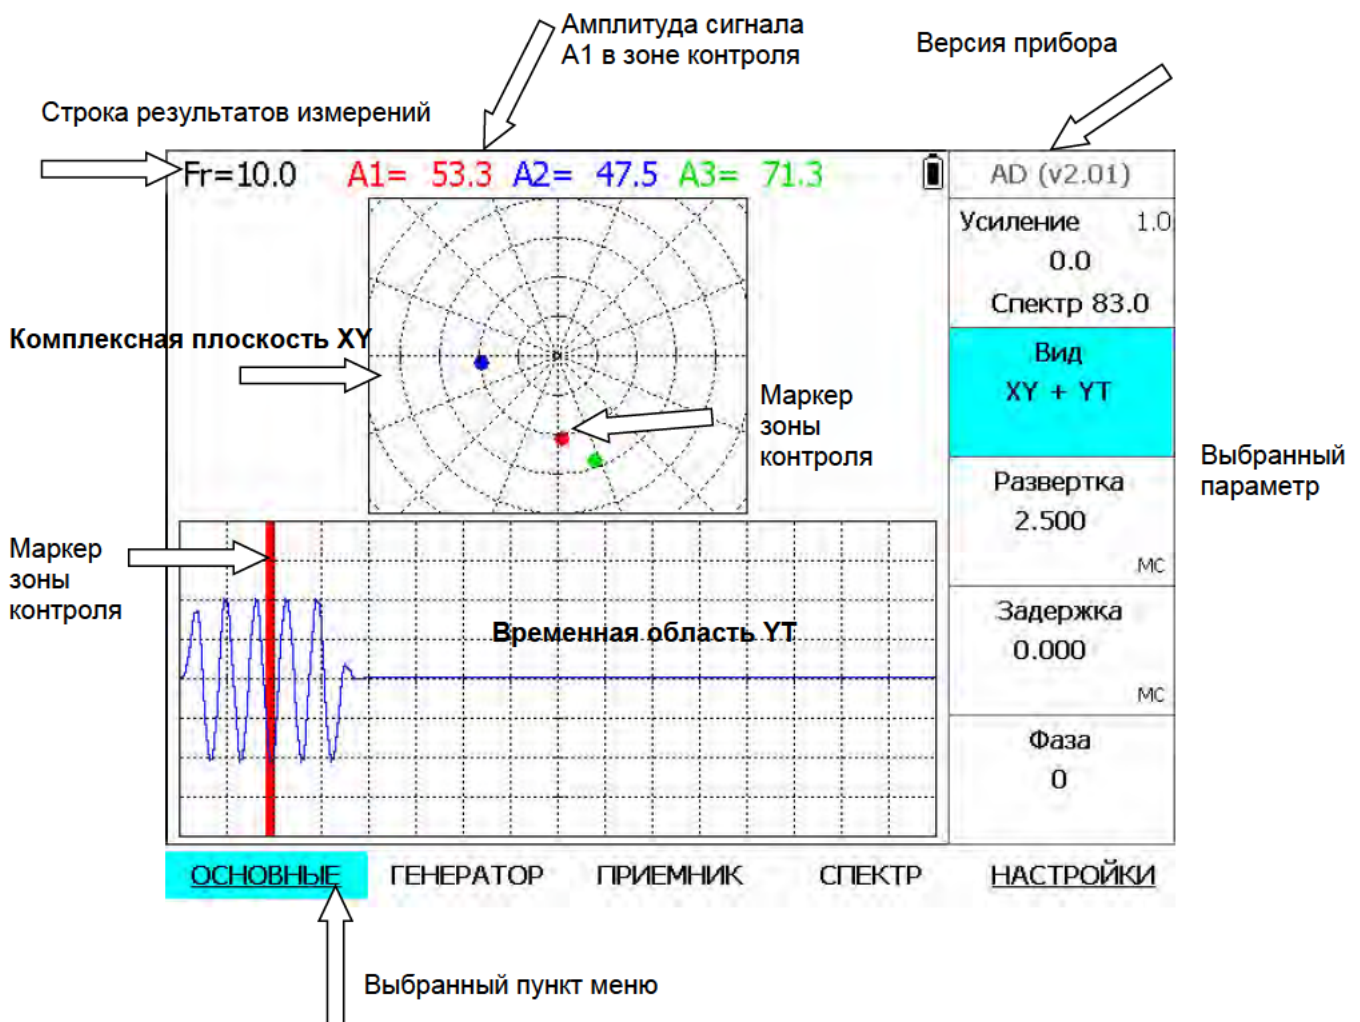 Амплитуда сигнала
А1 в зоне контроля
Версия прибора
Строка результатов измерений
Fr=10.0 A1= 53.3 A2= 47.5 A3= 71.3
AD (v2.01)
Усиление 1.0
0.0
Спектр 83.0
Комплексная плоскость XY
Вид
XY + YT
Маркер
зоны
контроля
Выбранный
параметр
Развертка
2.500
мс
Маркер
зоны
контроля
Временная область YT
Задержка
0.000
мс
Фаза
0
ОСНОВНЫЕ ГЕНЕРАТОР ПРИЕМНИК СПЕКТР НАСТРОЙКИ
Выбранный пункт меню